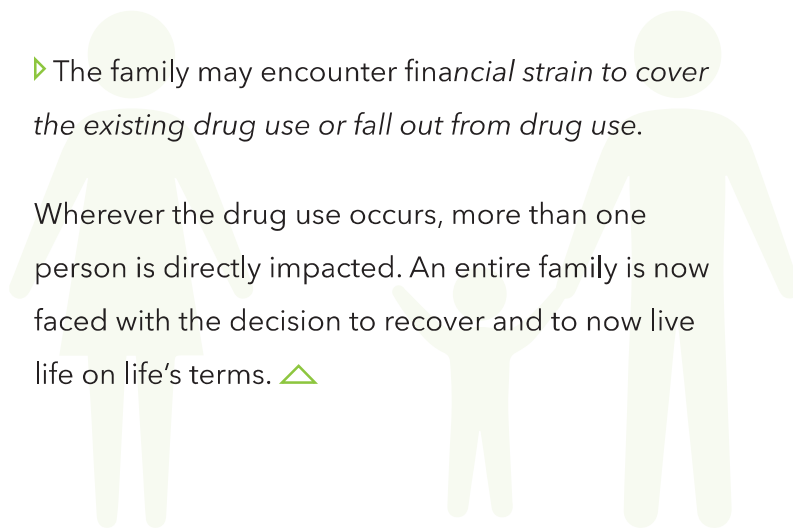 The family may encounter financial strain to cover
the existing drug use or fall out from drug use.
Wherever the drug use occurs, more than one
person is directly impacted. An entire family is now
faced with the decision to recover and to now live
life on life’s terms.